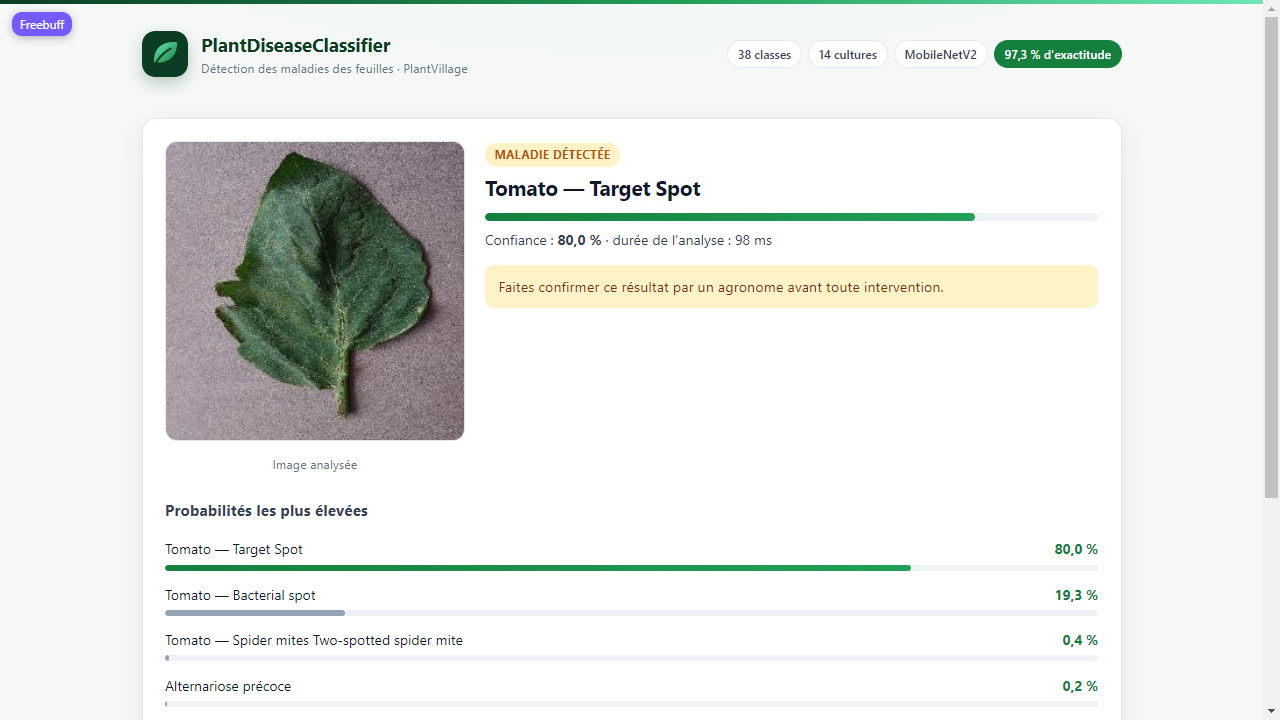 Freebuff
PlantDiseaseClassifier
Détection des maladies des feuilles · PlantVillage
38 classes
14 cultures
MobileNetV2
97,3 % d'exactitude
MALADIE DÉTECTÉE
Tomato — Target Spot
Confiance : 80,0 % · durée de l'analyse : 98 ms
Faites confirmer ce résultat par un agronome avant toute intervention.
Image analysée
Probabilités les plus élevées
Tomato — Target Spot 80,0 %
Tomato — Bacterial spot 19,3 %
Tomato — Spider mites Two-spotted spider mite 0,4 %
Alternariose précoce 0,2 %